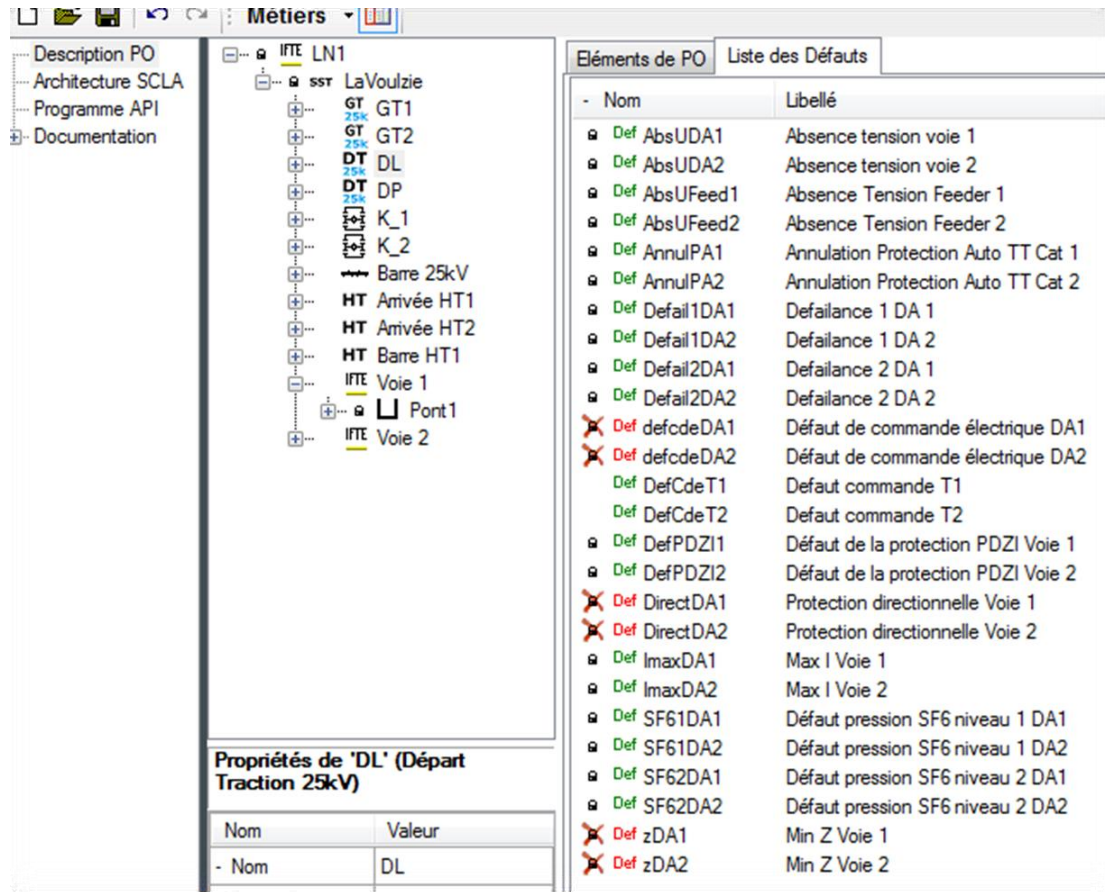 Métiers
Description PO
Architecture SCLA
Programme API
Documentation
IFTE LN1
SST LaVoulzie
GT 25k GT1
GT 25k GT2
DT 25k DL
DT 25k DP
K_1
K_2
Barre 25kV
HT Arrivée HT1
HT Arrivée HT2
HT Barre HT1
IFTE Voie 1
Pont1
IFTE Voie 2
Propriétés de 'DL' (Départ
Traction 25kV)
Nom Valeur
- Nom DL
Eléments de PO Liste des Défauts
- Nom Libellé
Def AbsUDA1 Absence tension voie 1
Def AbsUDA2 Absence tension voie 2
Def AbsUFeed1 Absence Tension Feeder 1
Def AbsUFeed2 Absence Tension Feeder 2
Def AnnulPA1 Annulation Protection Auto TT Cat 1
Def AnnulPA2 Annulation Protection Auto TT Cat 2
Def Defail1DA1 Defailance 1 DA 1
Def Defail1DA2 Defailance 1 DA 2
Def Defail2DA1 Defailance 2 DA 1
Def Defail2DA2 Defailance 2 DA 2
Def defcdeDA1 Défaut de commande électrique DA1
Def defcdeDA2 Défaut de commande électrique DA2
Def DefCdeT1 Defaut commande T1
Def DefCdeT2 Defaut commande T2
Def DefPDZI1 Défaut de la protection PDZI Voie 1
Def DefPDZI2 Défaut de la protection PDZI Voie 2
Def DirectDA1 Protection directionnelle Voie 1
Def DirectDA2 Protection directionnelle Voie 2
Def ImaxDA1 Max I Voie 1
Def ImaxDA2 Max I Voie 2
Def SF61DA1 Défaut pression SF6 niveau 1 DA1
Def SF61DA2 Défaut pression SF6 niveau 1 DA2
Def SF62DA1 Défaut pression SF6 niveau 2 DA1
Def SF62DA2 Défaut pression SF6 niveau 2 DA2
Def zDA1 Min Z Voie 1
Def zDA2 Min Z Voie 2